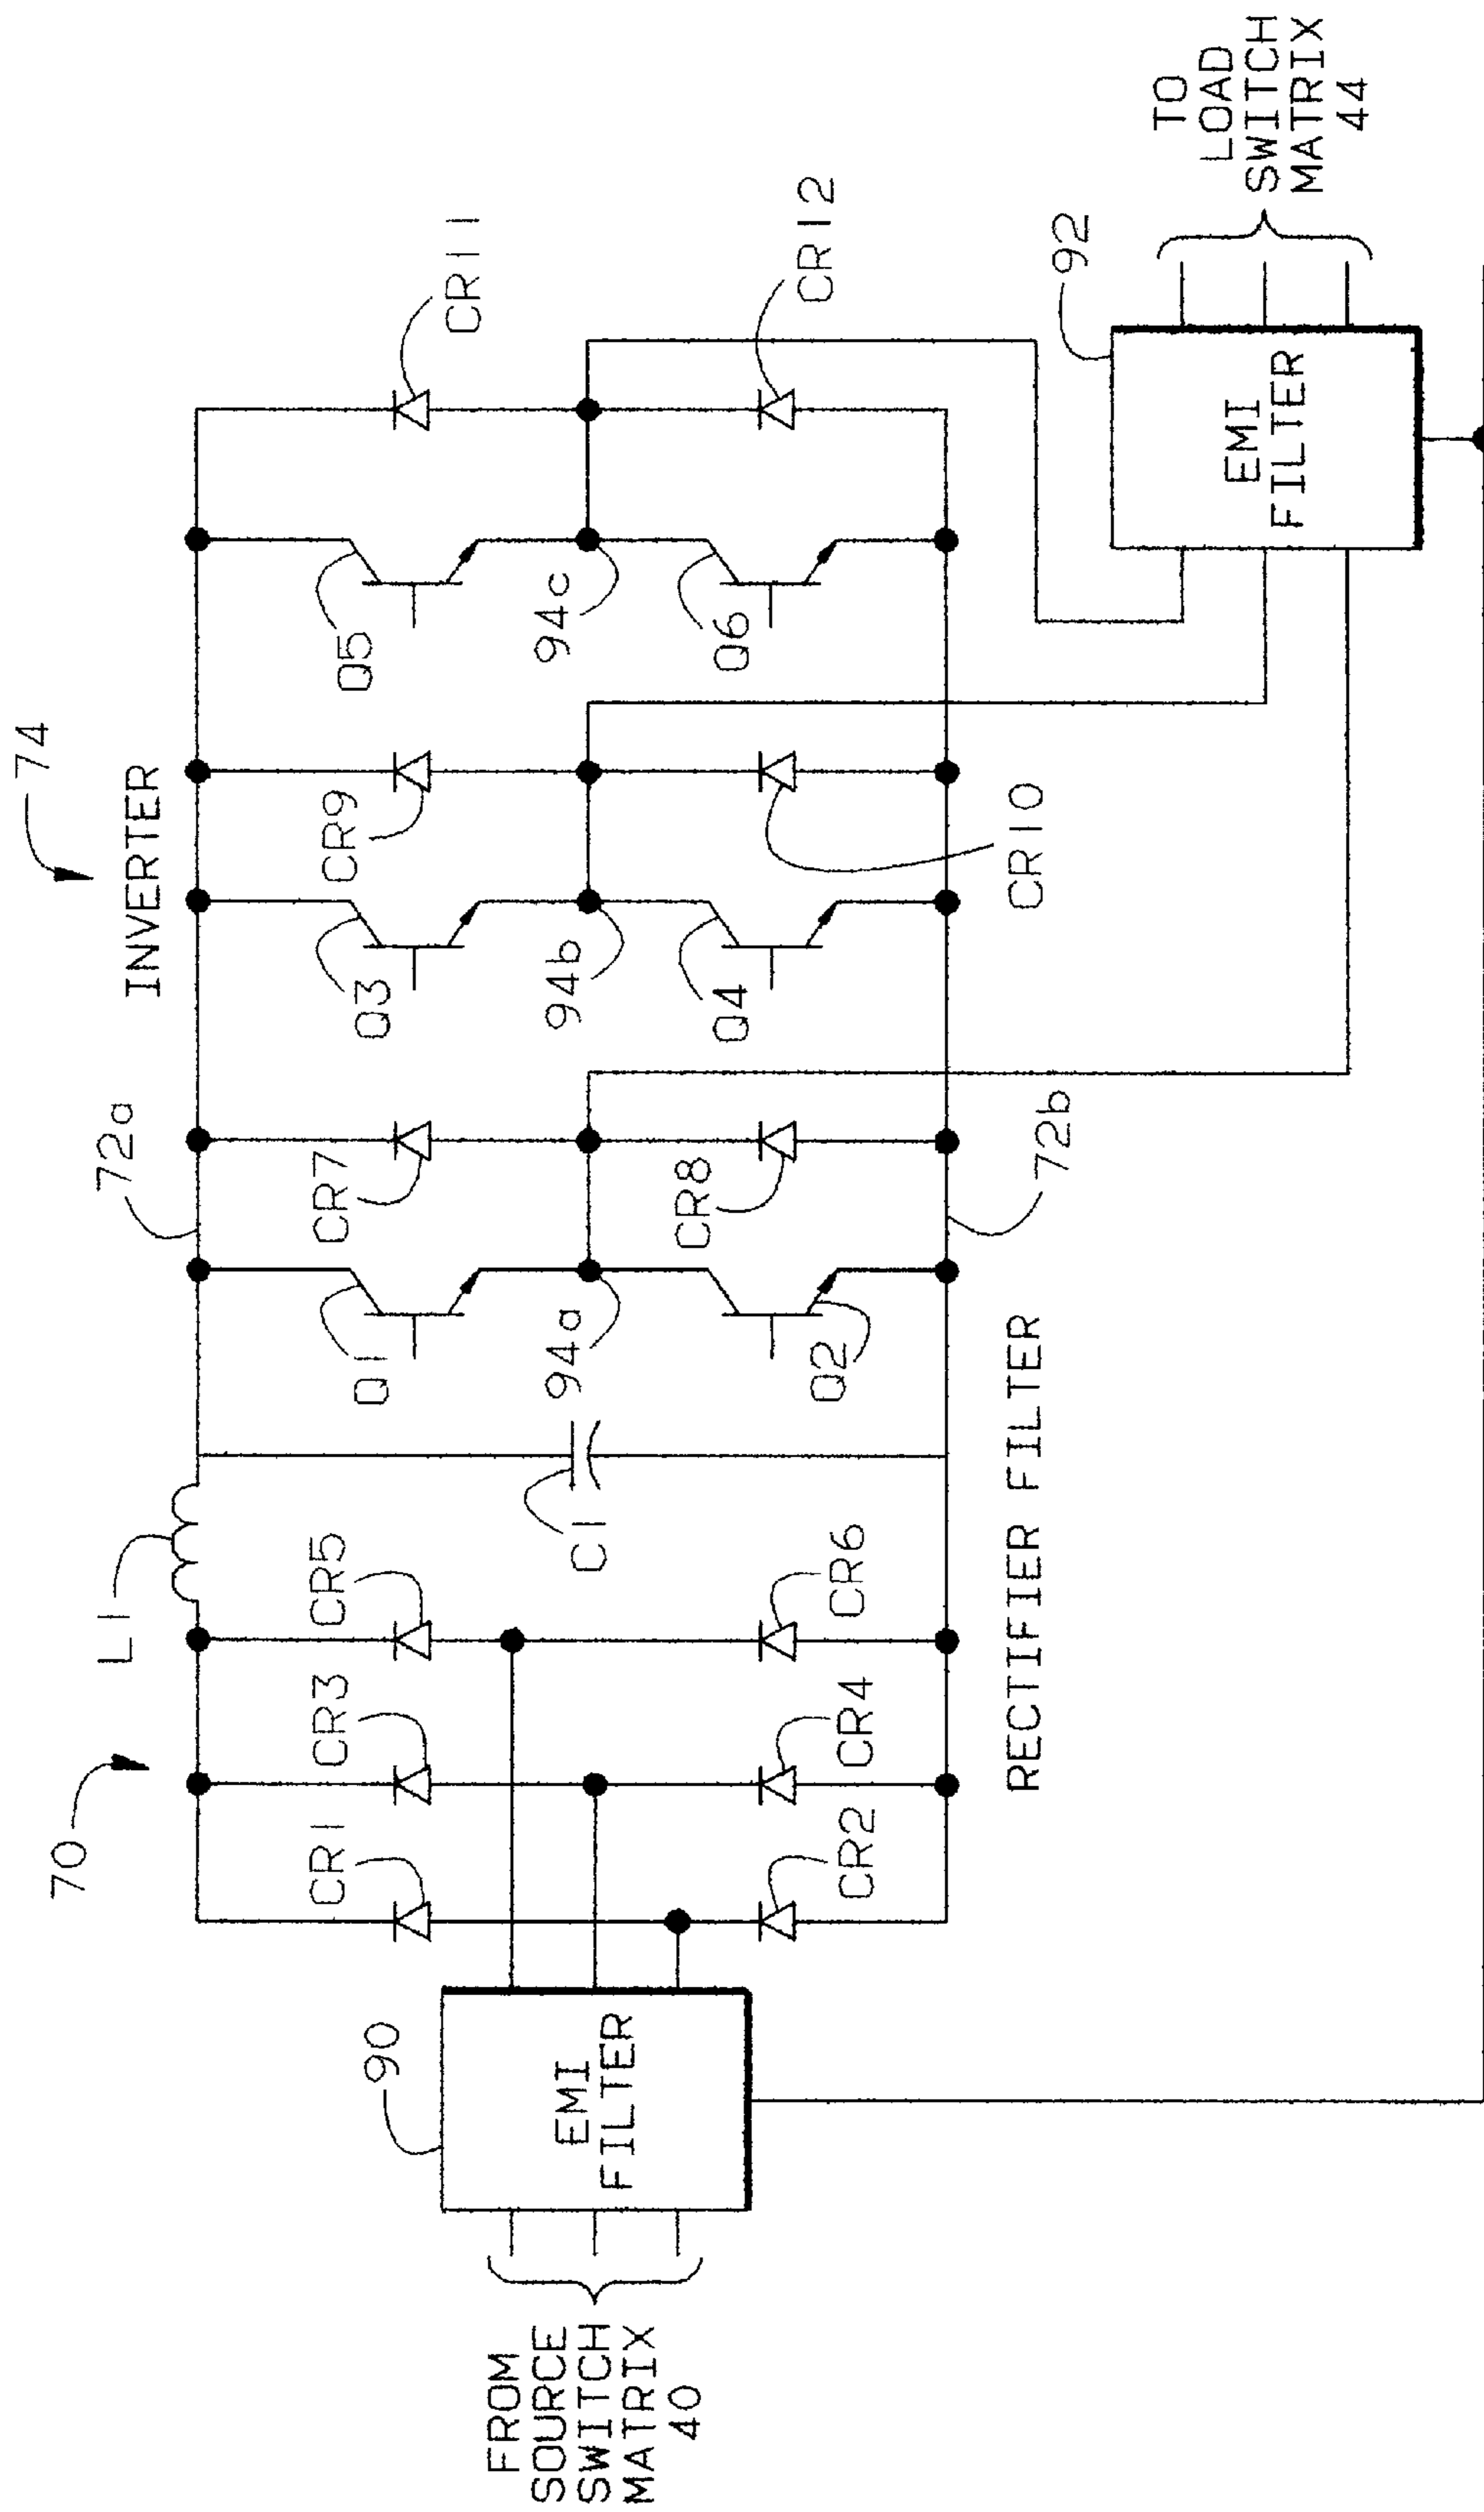 74
INVERTER
70
L1
72a
CR1
CR3
CR5
C1
Q1
CR7
Q3
CR9
Q5
CR11
94a
94b
94c
CR2
CR4
CR6
Q2
CR8
Q4
CR10
Q6
CR12
72b
RECTIFIER FILTER
90
EMI
FILTER
FROM
SOURCE
SWITCH
MATRIX
40
92
EMI
FILTER
TO
LOAD
SWITCH
MATRIX
44